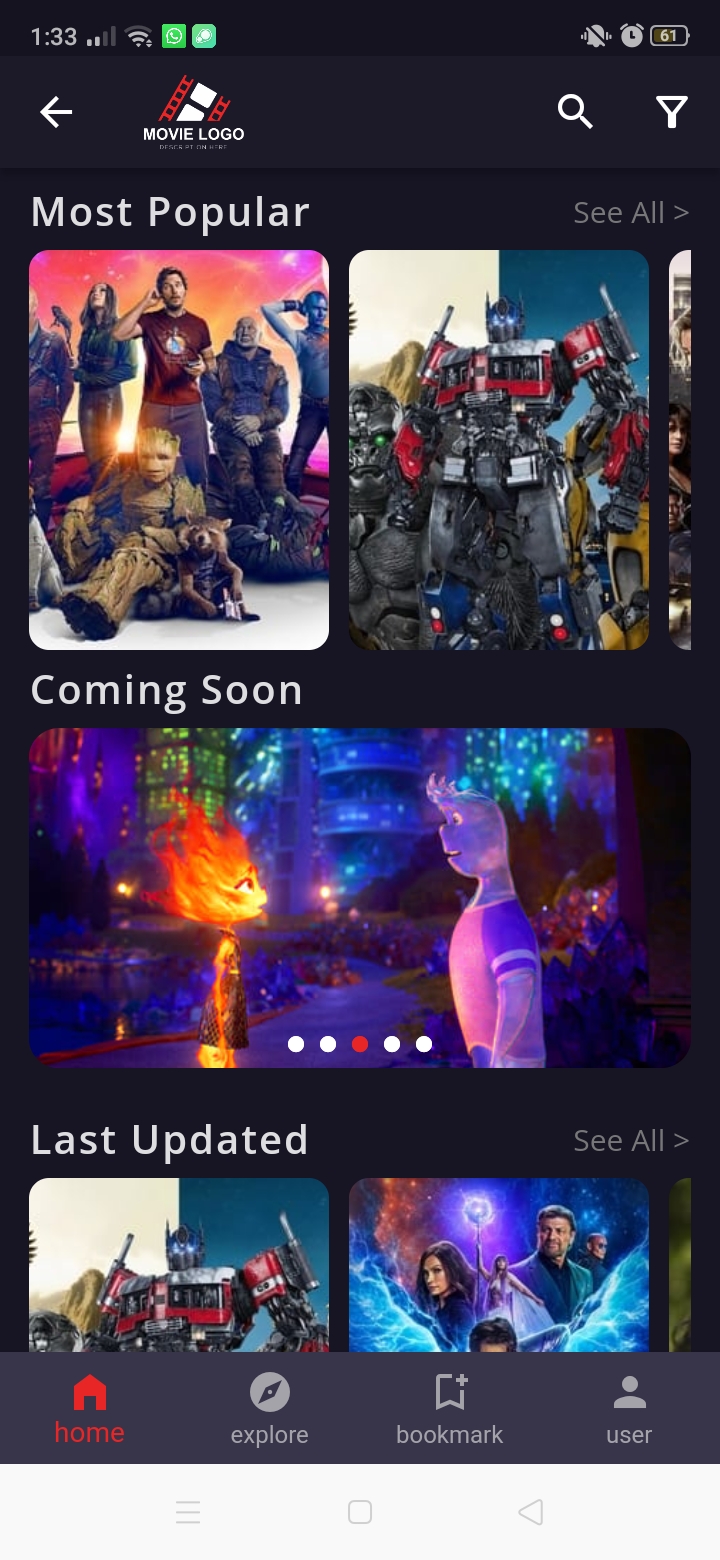 1:33
61
MOVIE LOGO
DESCRIPTION HERE
Most Popular
See All >
Coming Soon
Last Updated
See All >
home
explore
bookmark
user